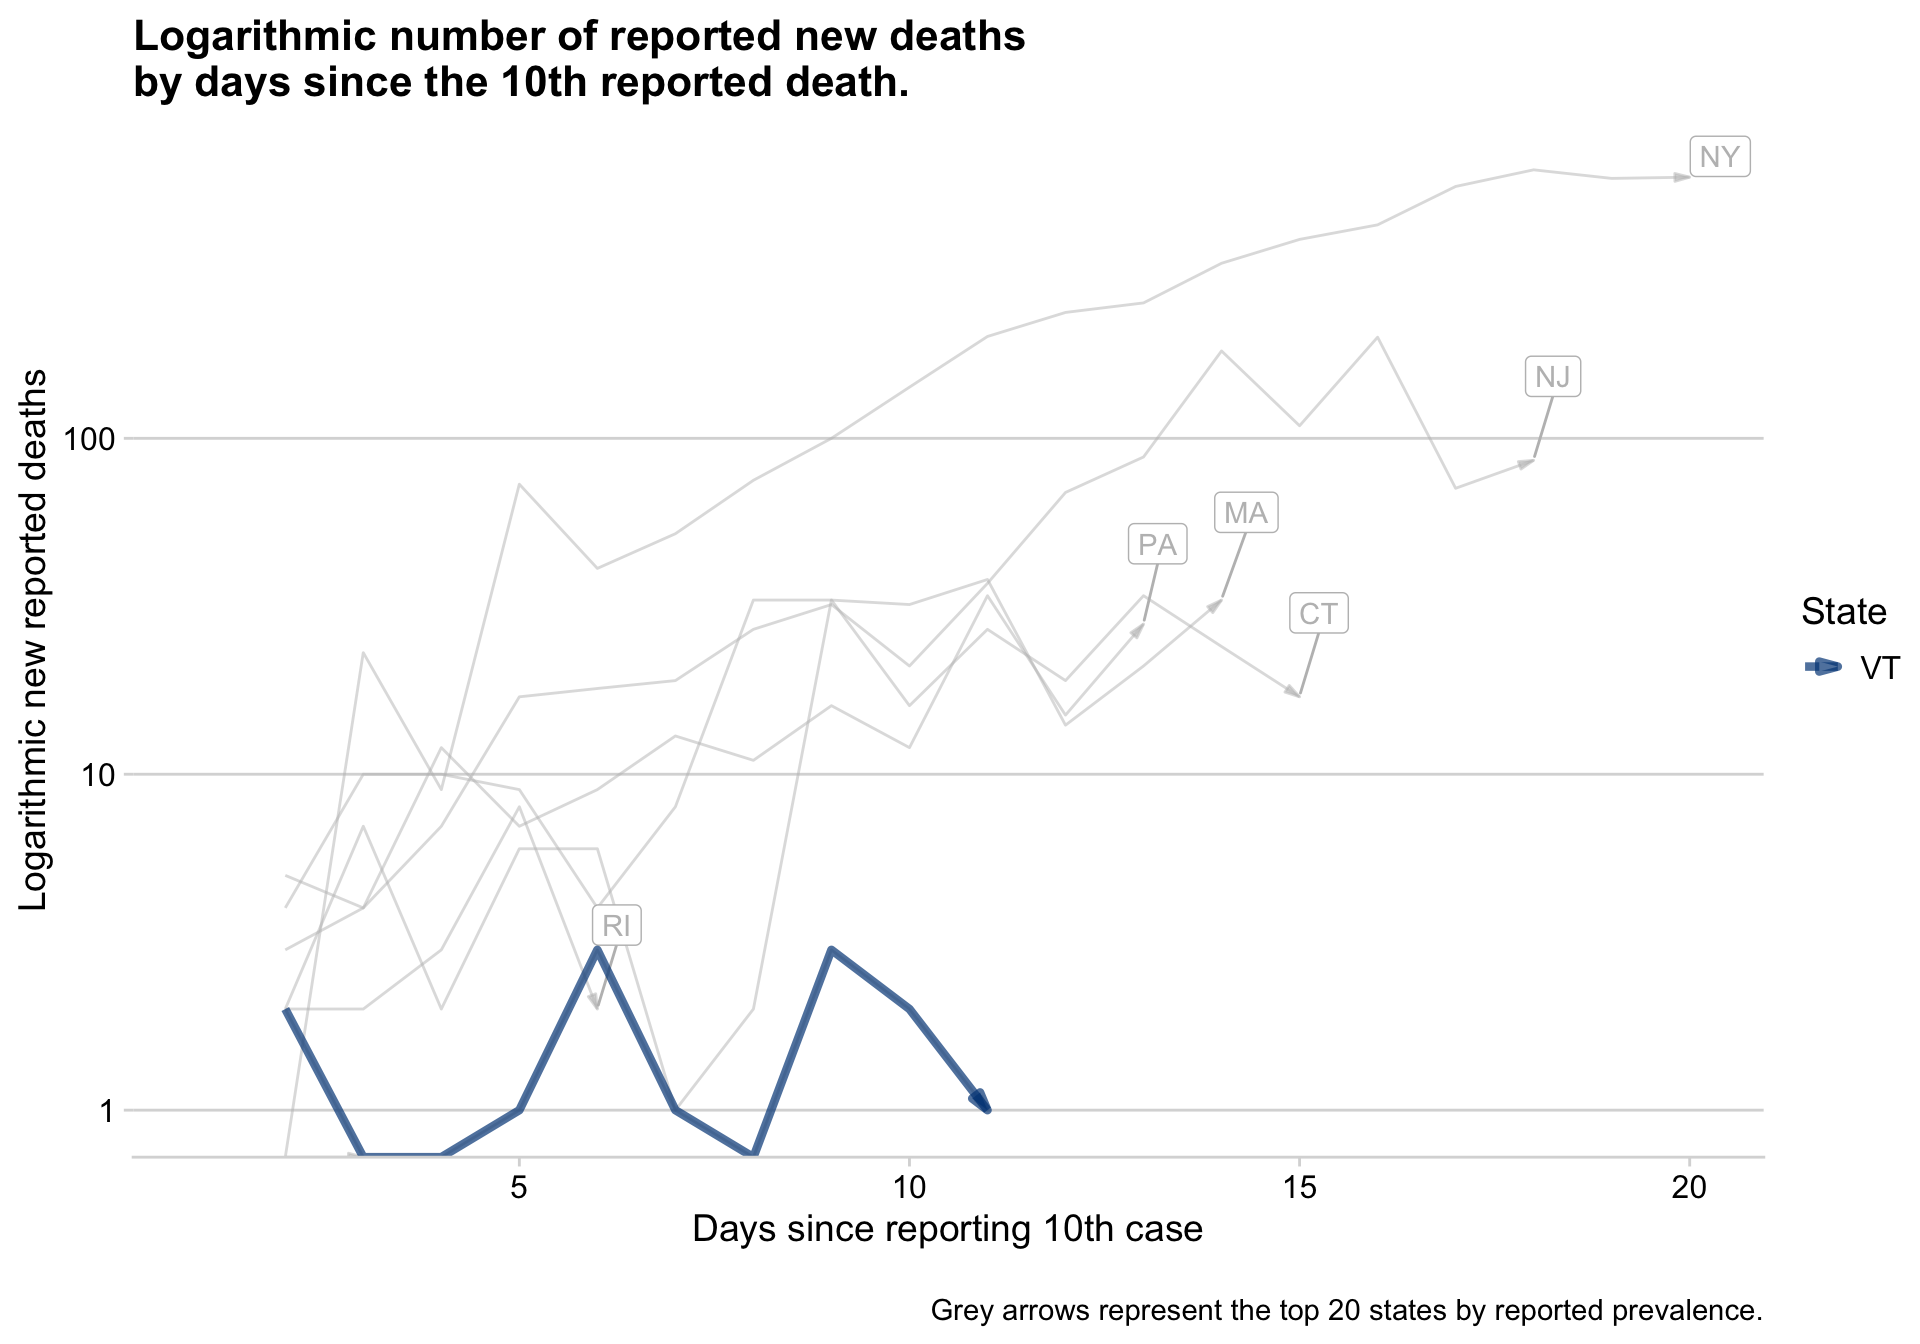 Logarithmic number of reported new deaths
by days since the 10th reported death.
NY
NJ
100
MA
PA
CT
Logarithmic new reported deaths
State
VT
10
RI
1
5
10
15
20
Days since reporting 10th case
Grey arrows represent the top 20 states by reported prevalence.